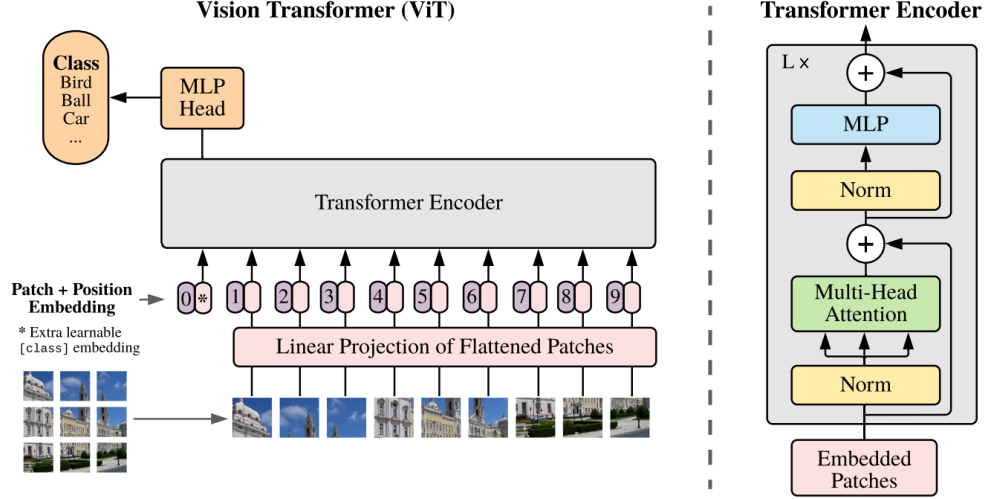 Vision Transformer (ViT)
Class
Bird
Ball
Car
...
MLP
Head
Transformer Encoder
Patch + Position
Embedding
0 * 1 2 3 4 5 6 7 8 9
* Extra learnable
[class] embedding
Linear Projection of Flattened Patches
Transformer Encoder
L ×
+
MLP
Norm
+
Multi-Head
Attention
Norm
Embedded
Patches